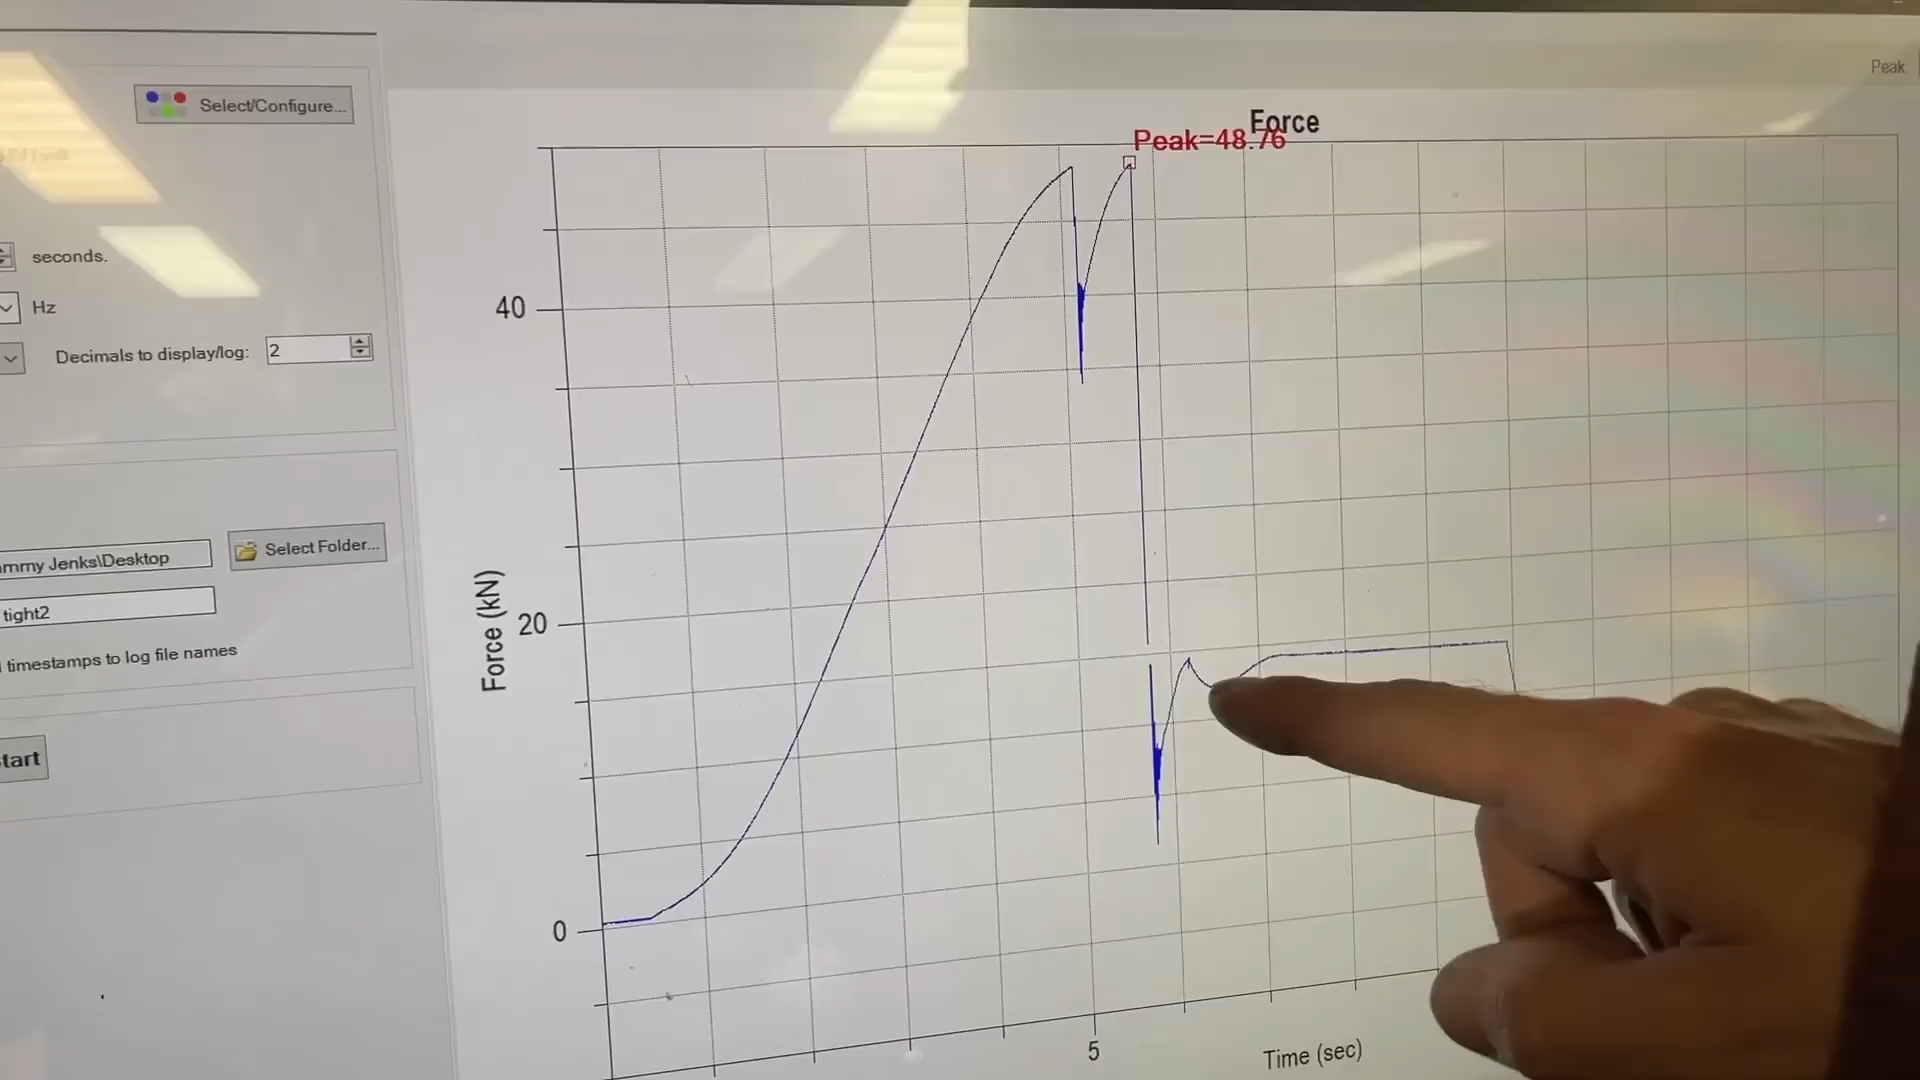 Peak
Select/Configure...
Force
Peak=48.76
seconds.
Hz
40
Decimals to display/log: 2
Select Folder...
mmy Jenks\Desktop
Force (kN)
20
tight2
timestamps to log file names
tart
0
5
Time (sec)